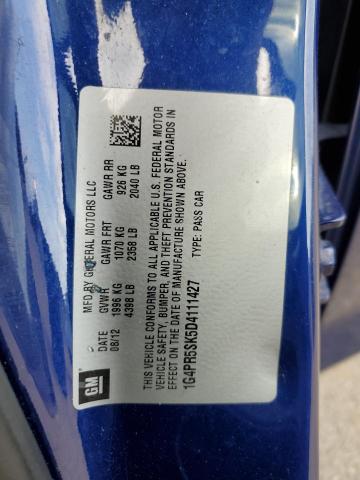 GM
MFD BY GENERAL MOTORS LLC
DATE GVWR GAWR FRT GAWR RR
08/12 1996 KG 1070 KG 926 KG
4398 LB 2358 LB 2040 LB
THIS VEHICLE CONFORMS TO ALL APPLICABLE U.S. FEDERAL MOTOR
VEHICLE SAFETY, BUMPER, AND THEFT PREVENTION STANDARDS IN
EFFECT ON THE DATE OF MANUFACTURE SHOWN ABOVE.
1G4PR5SK5D4111427 TYPE: PASS CAR